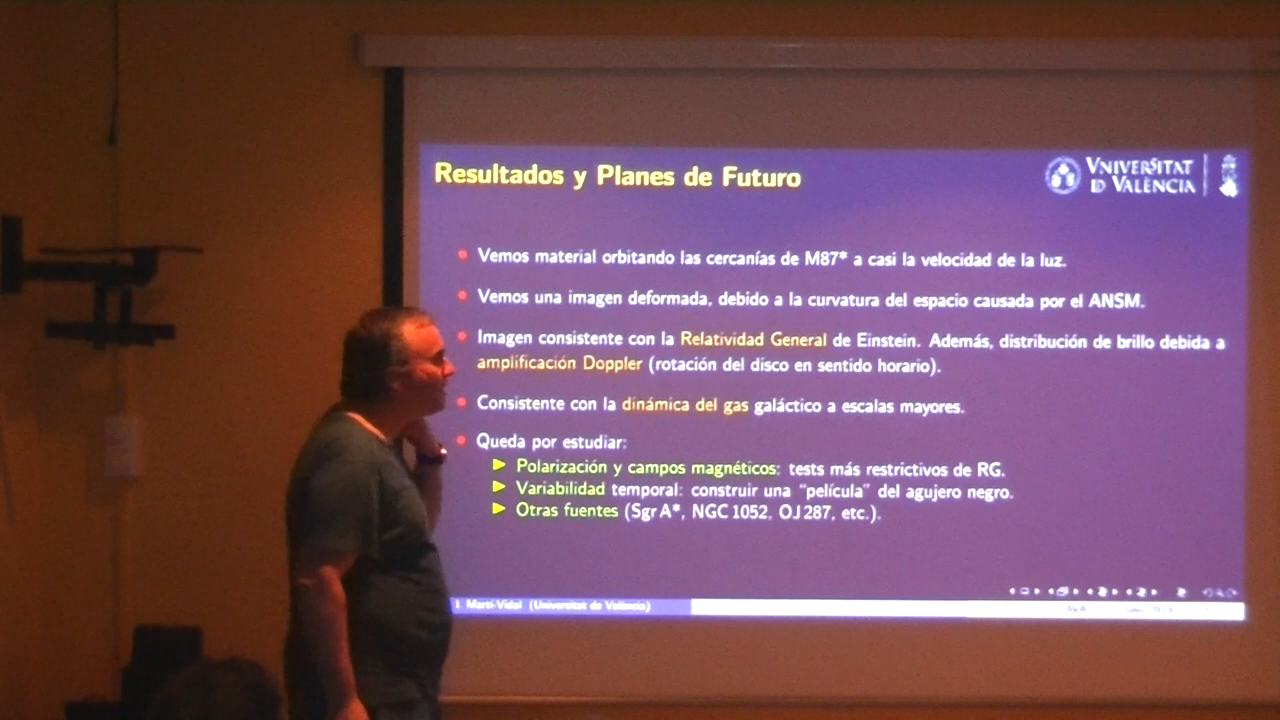 Resultados y Planes de Futuro
VNIVERSITAT
ID VALÈNCIA
Vemos material orbitando las cercanías de M87* a casi la velocidad de la luz.
Vemos una imagen deformada, debido a la curvatura del espacio causada por el ANSM.
Imagen consistente con la Relatividad General de Einstein. Además, distribución de brillo debida a
amplificación Doppler (rotación del disco en sentido horario).
Consistente con la dinámica del gas galáctico a escalas mayores.
Queda por estudiar:
Polarización y campos magnéticos: tests más restrictivos de RG.
Variabilidad temporal: construir una "película" del agujero negro.
Otras fuentes (Sgr A*, NGC 1052, OJ 287, etc.).
I. Martí-Vidal (Universitat de València)